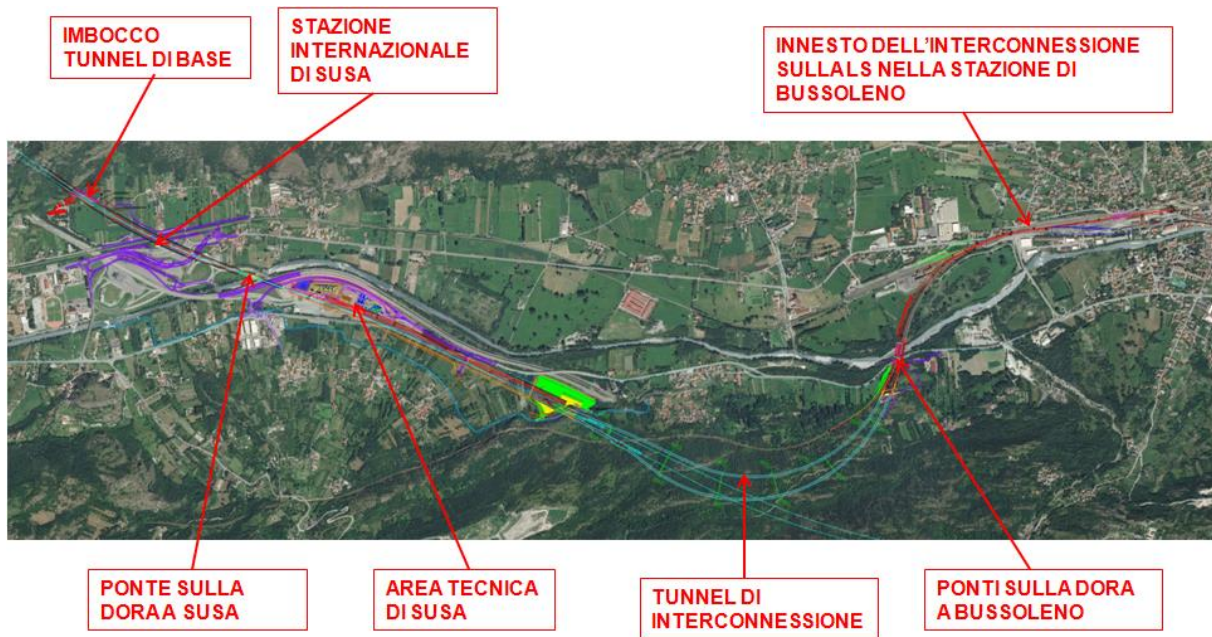 IMBOCCO
TUNNEL DI BASE
STAZIONE
INTERNAZIONALE
DI SUSA
INNESTO DELL'INTERCONNESSIONE
SULLA LS NELLA STAZIONE DI
BUSSOLENO
PONTE SULLA
DORA A SUSA
AREA TECNICA
DI SUSA
TUNNEL DI
INTERCONNESSIONE
PONTI SULLA DORA
A BUSSOLENO